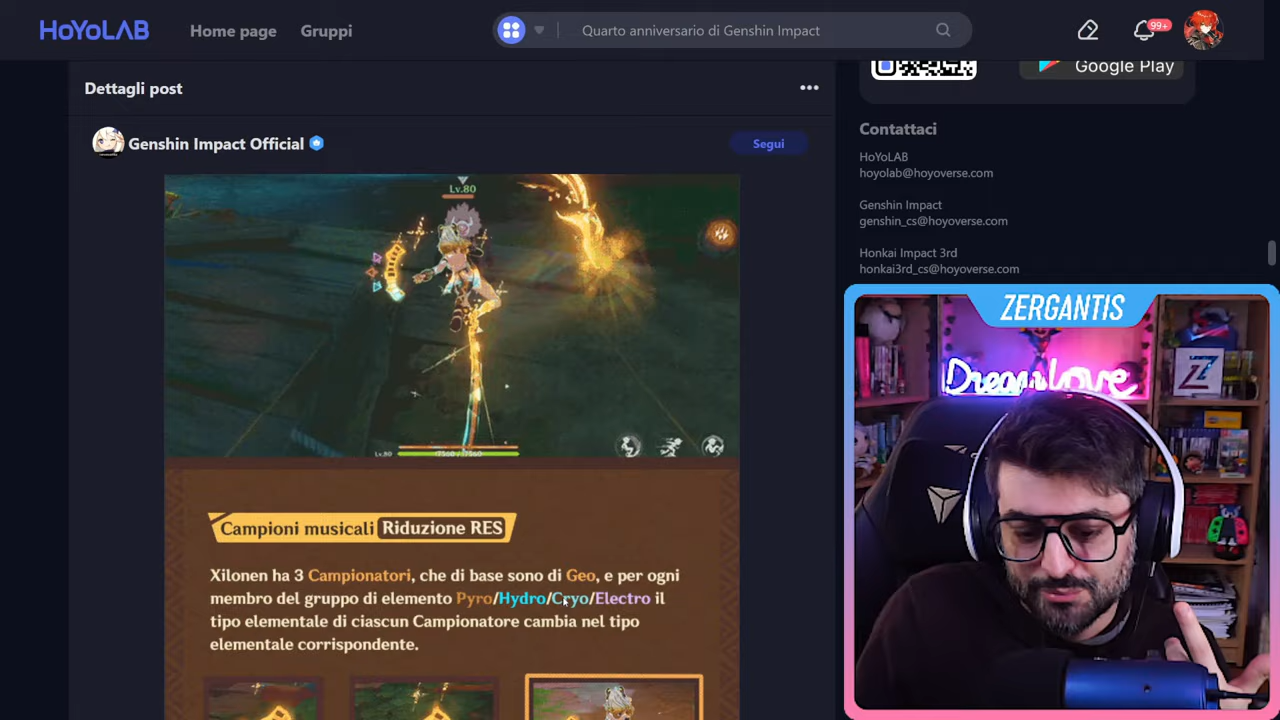 HoYoLAB
Home page
Gruppi
Quarto anniversario di Genshin Impact
99+
Google Play
Dettagli post
Contattaci
Genshin Impact Official
Segui
HoYoLAB
hoyolab@hoyoverse.com
Genshin Impact
genshin_cs@hoyoverse.com
Honkai Impact 3rd
honkai3rd_cs@hoyoverse.com
Lv.80
Lv.80
ZERGANTIS
Campioni musicali Riduzione RES
Xilonen ha 3 Campionatori, che di base sono di Geo, e per ogni
membro del gruppo di elemento Pyro/Hydro/Cryo/Electro il
tipo elementale di ciascun Campionatore cambia nel tipo
elementale corrispondente.